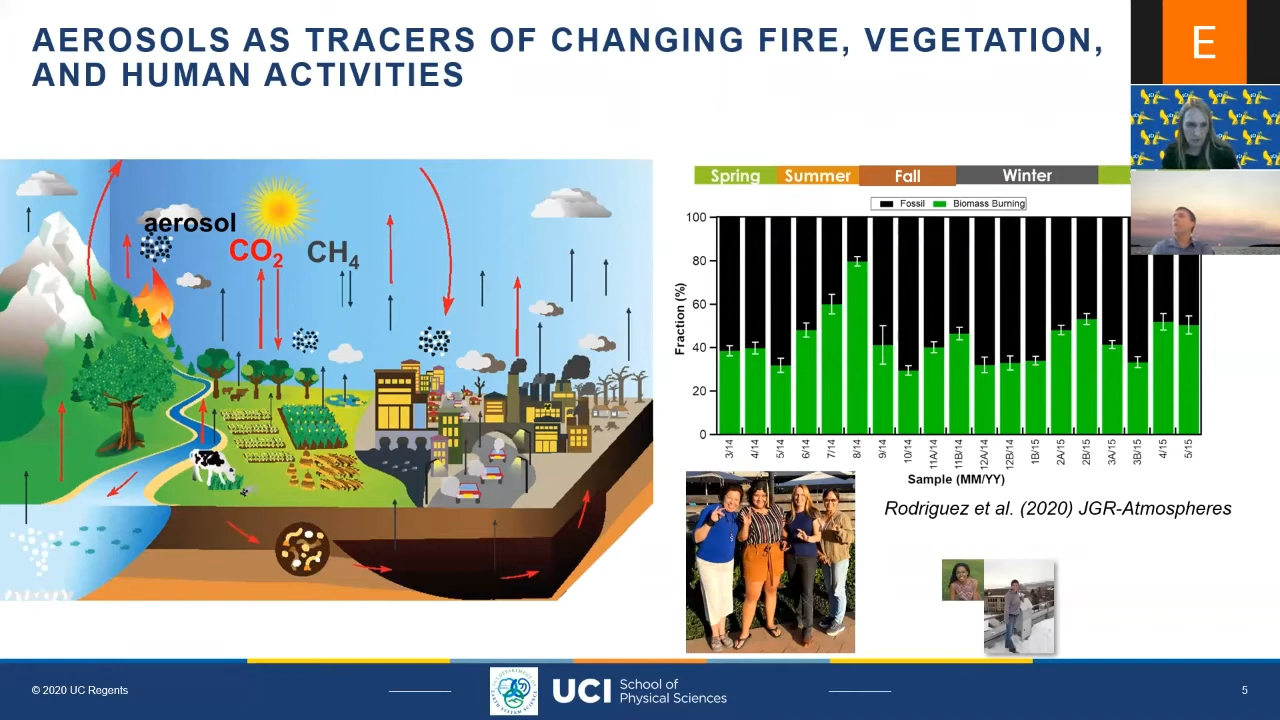 AEROSOLS AS TRACERS OF CHANGING FIRE, VEGETATION,
AND HUMAN ACTIVITIES
E
aerosol
CO2 CH4
Spring Summer Fall Winter
Fossil Biomass Burning
Fraction (%)
100
80
60
40
20
0
3/14 4/14 5/14 6/14 7/14 8/14 9/14 10/14 11A/14 11B/14 12A/14 12B/14 1B/15 2A/15 2B/15 3A/15 3B/15 4/15 5/15
Sample (MM/YY)
Rodriguez et al. (2020) JGR-Atmospheres
© 2020 UC Regents
UCI School of
Physical Sciences
5